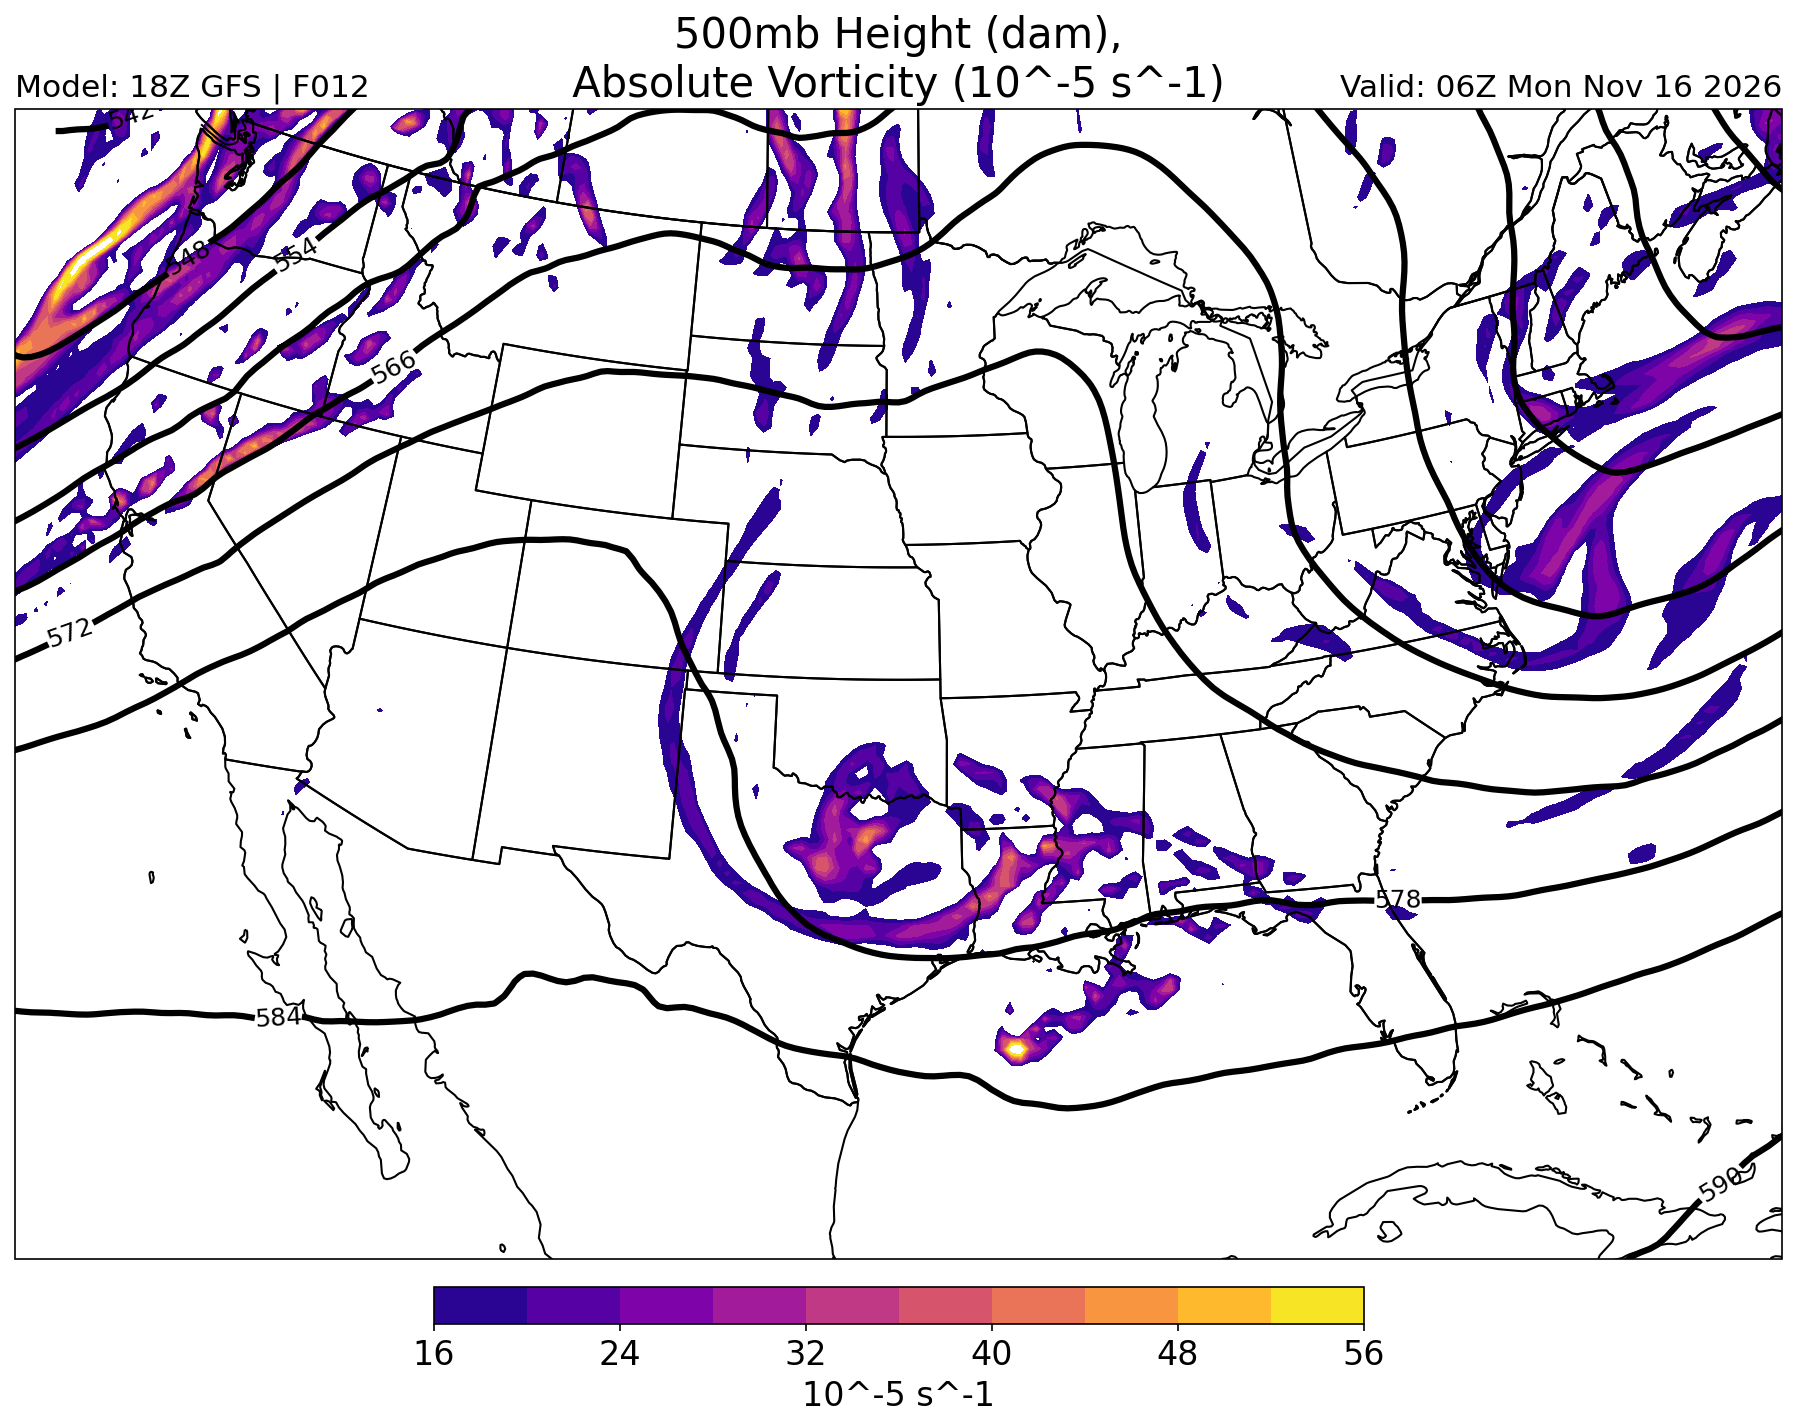 500mb Height (dam),
Absolute Vorticity (10^-5 s^-1)
Model: 18Z GFS | F012
Valid: 06Z Mon Nov 16 2026
542
548
554
566
572
578
584
590
16 24 32 40 48 56
10^-5 s^-1